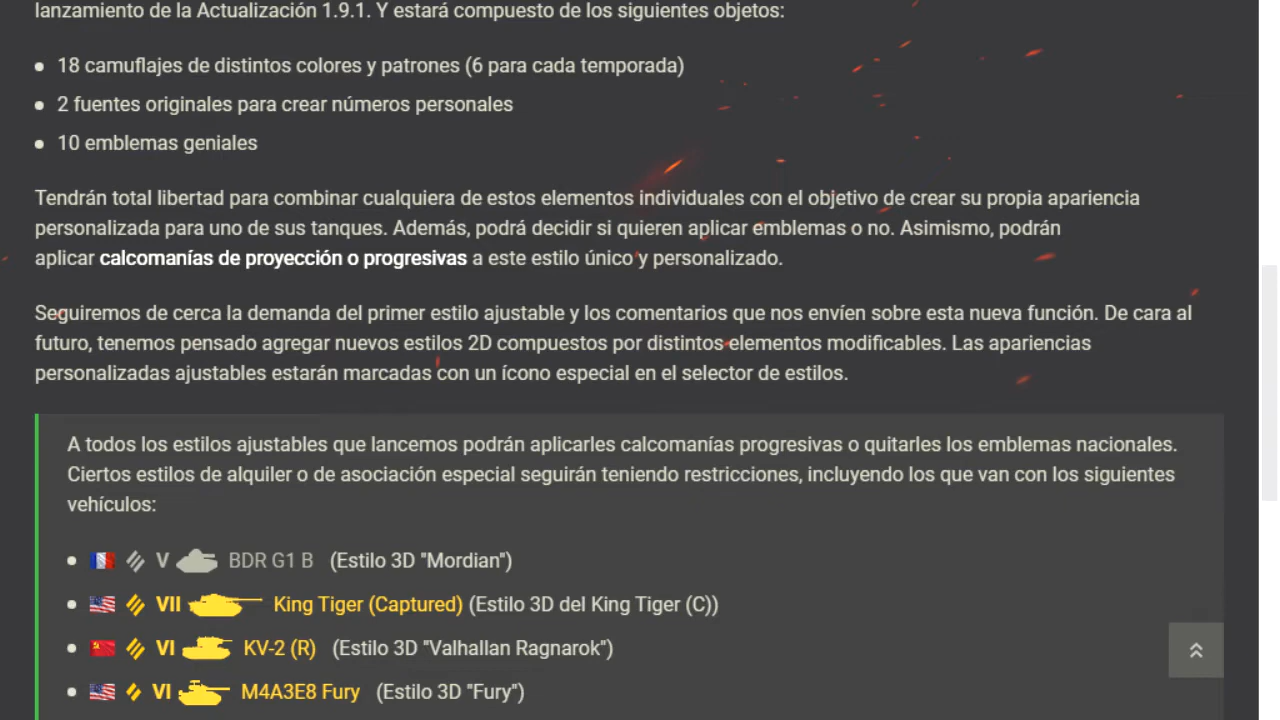 lanzamiento de la Actualización 1.9.1. Y estará compuesto de los siguientes objetos:
18 camuflajes de distintos colores y patrones (6 para cada temporada)
2 fuentes originales para crear números personales
10 emblemas geniales
Tendrán total libertad para combinar cualquiera de estos elementos individuales con el objetivo de crear su propia apariencia
personalizada para uno de sus tanques. Además, podrá decidir si quieren aplicar emblemas o no. Asimismo, podrán
aplicar calcomanías de proyección o progresivas a este estilo único y personalizado.
Seguiremos de cerca la demanda del primer estilo ajustable y los comentarios que nos envíen sobre esta nueva función. De cara al
futuro, tenemos pensado agregar nuevos estilos 2D compuestos por distintos elementos modificables. Las apariencias
personalizadas ajustables estarán marcadas con un ícono especial en el selector de estilos.
A todos los estilos ajustables que lancemos podrán aplicarles calcomanías progresivas o quitarles los emblemas nacionales.
Ciertos estilos de alquiler o de asociación especial seguirán teniendo restricciones, incluyendo los que van con los siguientes
vehículos:
V BDR G1 B (Estilo 3D "Mordian")
VII King Tiger (Captured) (Estilo 3D del King Tiger (C))
VI KV-2 (R) (Estilo 3D "Valhallan Ragnarok")
VI M4A3E8 Fury (Estilo 3D "Fury")